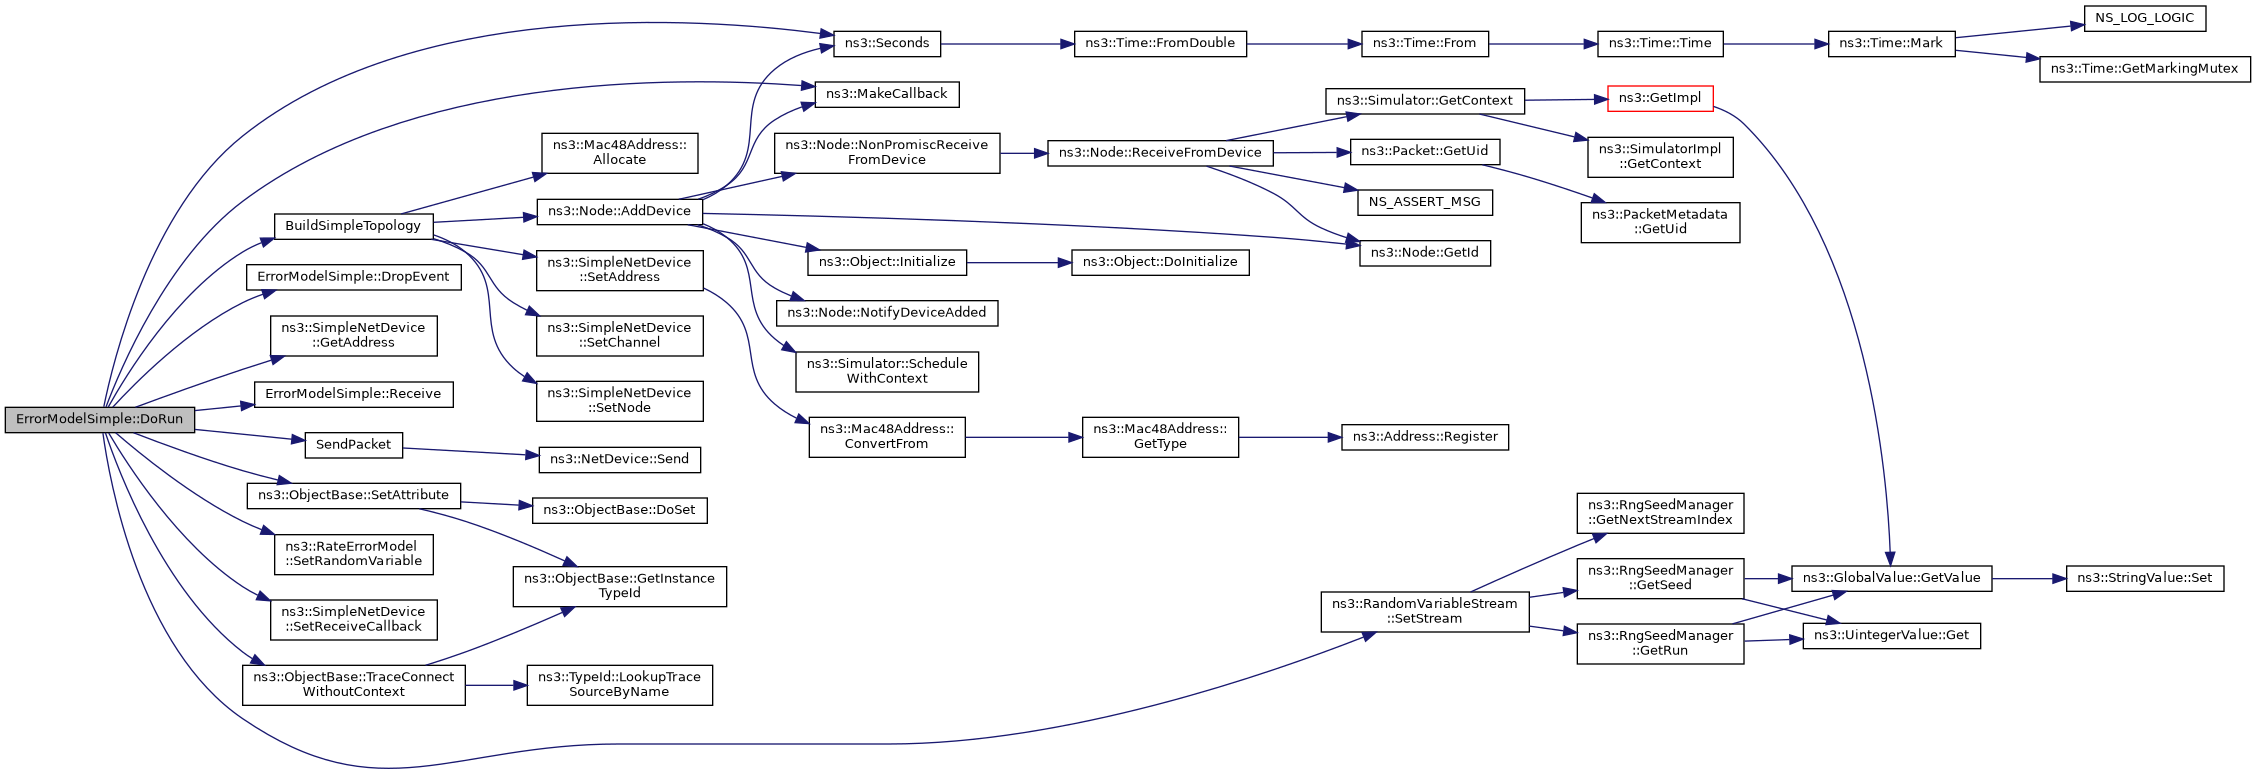 ErrorModelSimple::DoRun
BuildSimpleTopology
ErrorModelSimple::DropEvent
ns3::SimpleNetDevice
::GetAddress
ErrorModelSimple::Receive
SendPacket
ns3::ObjectBase::SetAttribute
ns3::RateErrorModel
::SetRandomVariable
ns3::SimpleNetDevice
::SetReceiveCallback
ns3::ObjectBase::TraceConnect
WithoutContext
ns3::Mac48Address::
Allocate
ns3::Node::AddDevice
ns3::SimpleNetDevice
::SetAddress
ns3::SimpleNetDevice
::SetChannel
ns3::SimpleNetDevice
::SetNode
ns3::NetDevice::Send
ns3::ObjectBase::DoSet
ns3::ObjectBase::GetInstance
TypeId
ns3::TypeId::LookupTrace
SourceByName
ns3::Seconds
ns3::MakeCallback
ns3::Node::NonPromiscReceive
FromDevice
ns3::Object::Initialize
ns3::Node::NotifyDeviceAdded
ns3::Simulator::Schedule
WithContext
ns3::Mac48Address::
ConvertFrom
ns3::Time::FromDouble
ns3::Node::ReceiveFromDevice
ns3::Object::DoInitialize
ns3::Mac48Address::
GetType
ns3::Time::From
ns3::Simulator::GetContext
ns3::Packet::GetUid
NS_ASSERT_MSG
ns3::Node::GetId
ns3::Address::Register
ns3::RandomVariableStream
::SetStream
ns3::Time::Time
ns3::GetImpl
ns3::SimulatorImpl
::GetContext
ns3::PacketMetadata
::GetUid
ns3::RngSeedManager
::GetNextStreamIndex
ns3::RngSeedManager
::GetSeed
ns3::RngSeedManager
::GetRun
ns3::Time::Mark
ns3::GlobalValue::GetValue
ns3::UintegerValue::Get
NS_LOG_LOGIC
ns3::Time::GetMarkingMutex
ns3::StringValue::Set